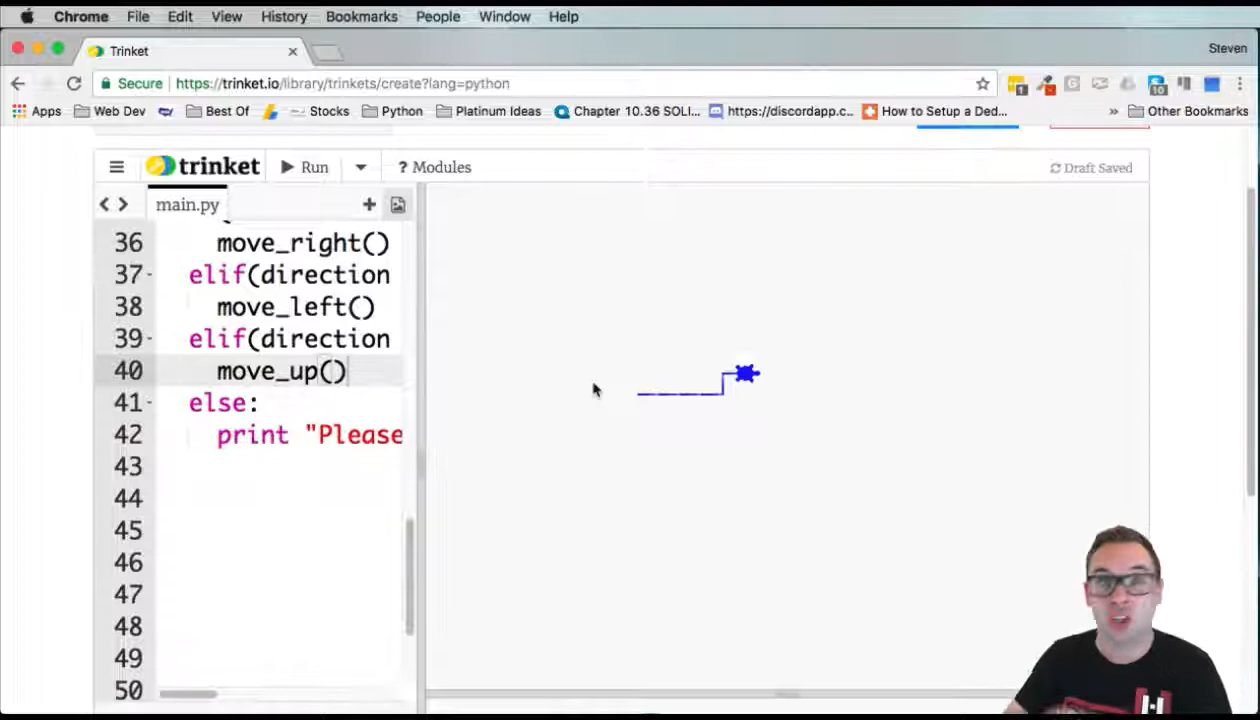 Chrome File Edit View History Bookmarks People Window Help
Trinket
Steven
Secure https://trinket.io/library/trinkets/create?lang=python
1
10
Apps Web Dev Best Of Stocks Python Platinum Ideas Chapter 10.36 SOLI... https://discordapp.c... How to Setup a Ded... » Other Bookmarks
trinket Run ? Modules Draft Saved
main.py
36 move_right()
37 elif(direction
38 move_left()
39 elif(direction
40 move_up()
41 else:
42 print "Please
43
44
45
46
47
48
49
50